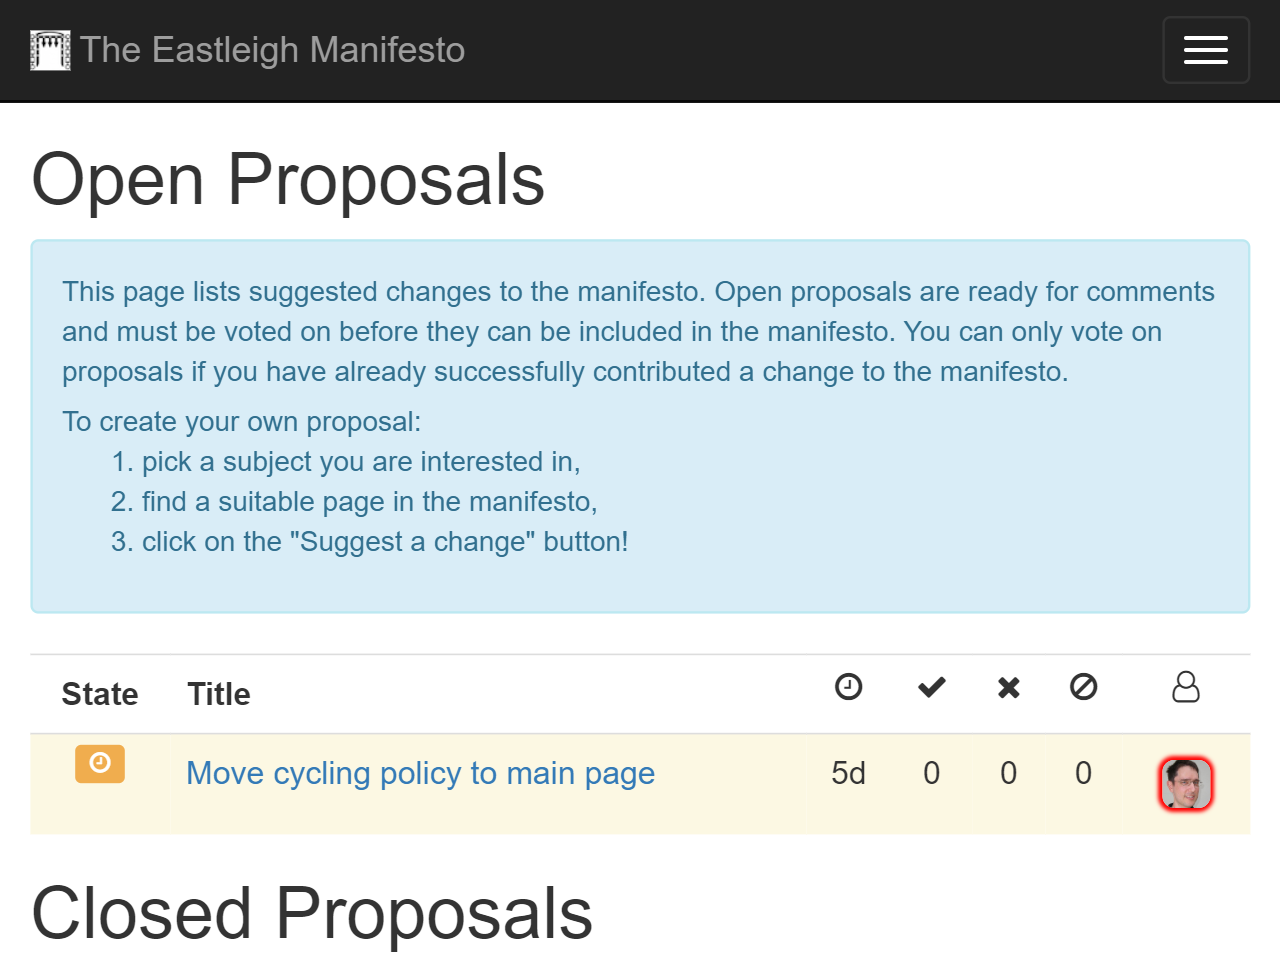 The Eastleigh Manifesto
Open Proposals
This page lists suggested changes to the manifesto. Open proposals are ready for comments
and must be voted on before they can be included in the manifesto. You can only vote on
proposals if you have already successfully contributed a change to the manifesto.
To create your own proposal:
1. pick a subject you are interested in,
2. find a suitable page in the manifesto,
3. click on the "Suggest a change" button!
State Title
Move cycling policy to main page 5d 0 0 0
Closed Proposals